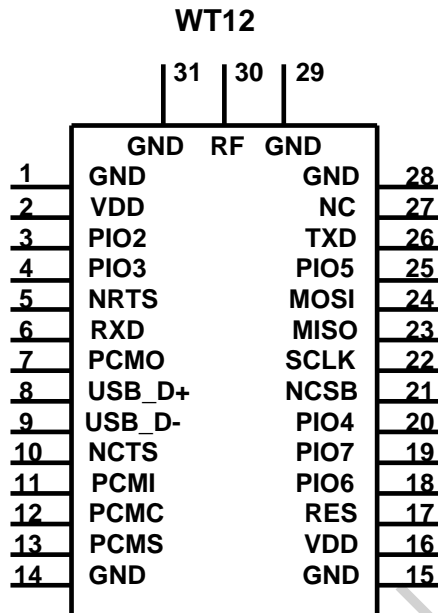 WT12
31 30 29
GND RF GND
1 GND GND 28
2 VDD NC 27
3 PIO2 TXD 26
4 PIO3 PIO5 25
5 NRTS MOSI 24
6 RXD MISO 23
7 PCMO SCLK 22
8 USB_D+ NCSB 21
9 USB_D- PIO4 20
10 NCTS PIO7 19
11 PCMI PIO6 18
12 PCMC RES 17
13 PCMS VDD 16
14 GND GND 15